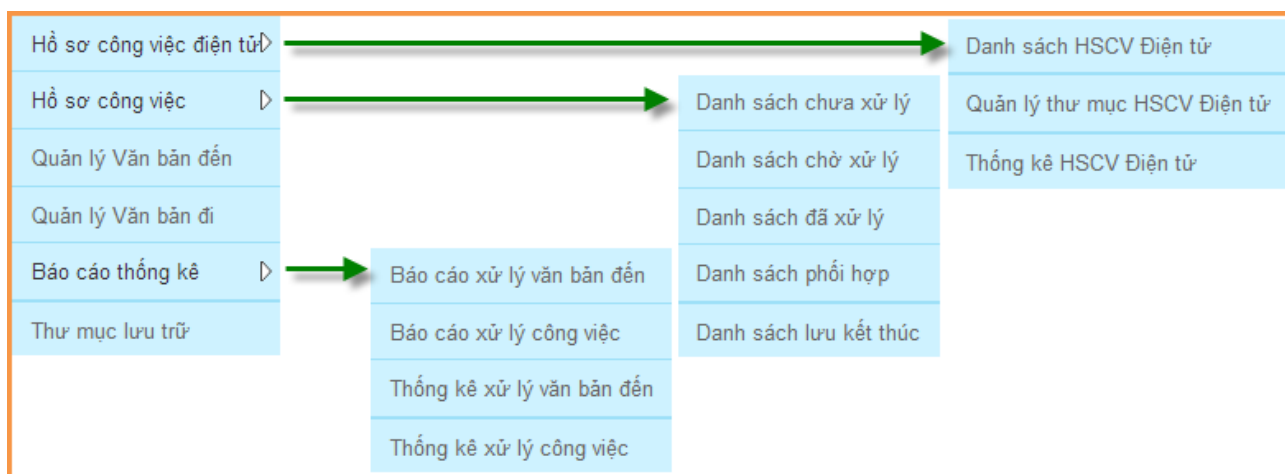 Hồ sơ công việc điện tử
Hồ sơ công việc
Quản lý Văn bản đến
Quản lý Văn bản đi
Báo cáo thống kê
Thư mục lưu trữ
Báo cáo xử lý văn bản đến
Báo cáo xử lý công việc
Thống kê xử lý văn bản đến
Thống kê xử lý công việc
Danh sách chưa xử lý
Danh sách chờ xử lý
Danh sách đã xử lý
Danh sách phối hợp
Danh sách lưu kết thúc
Danh sách HSCV Điện tử
Quản lý thư mục HSCV Điện tử
Thống kê HSCV Điện tử